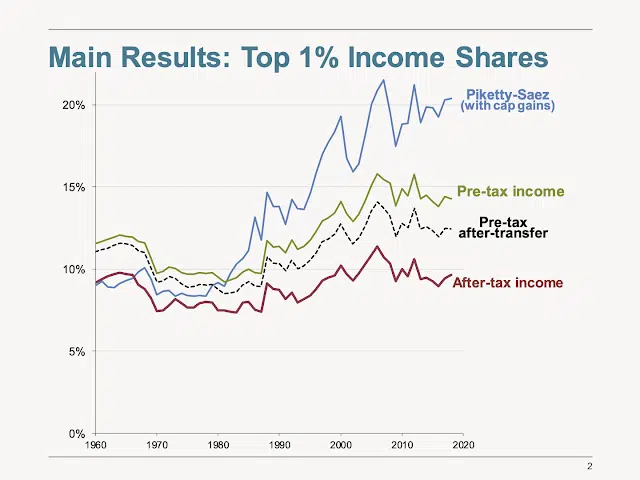 Main Results: Top 1% Income Shares
20%
Piketty-Saez
(with cap gains)
15%
Pre-tax income
Pre-tax
after-transfer
10%
After-tax income
5%
0%
1960 1970 1980 1990 2000 2010 2020
2